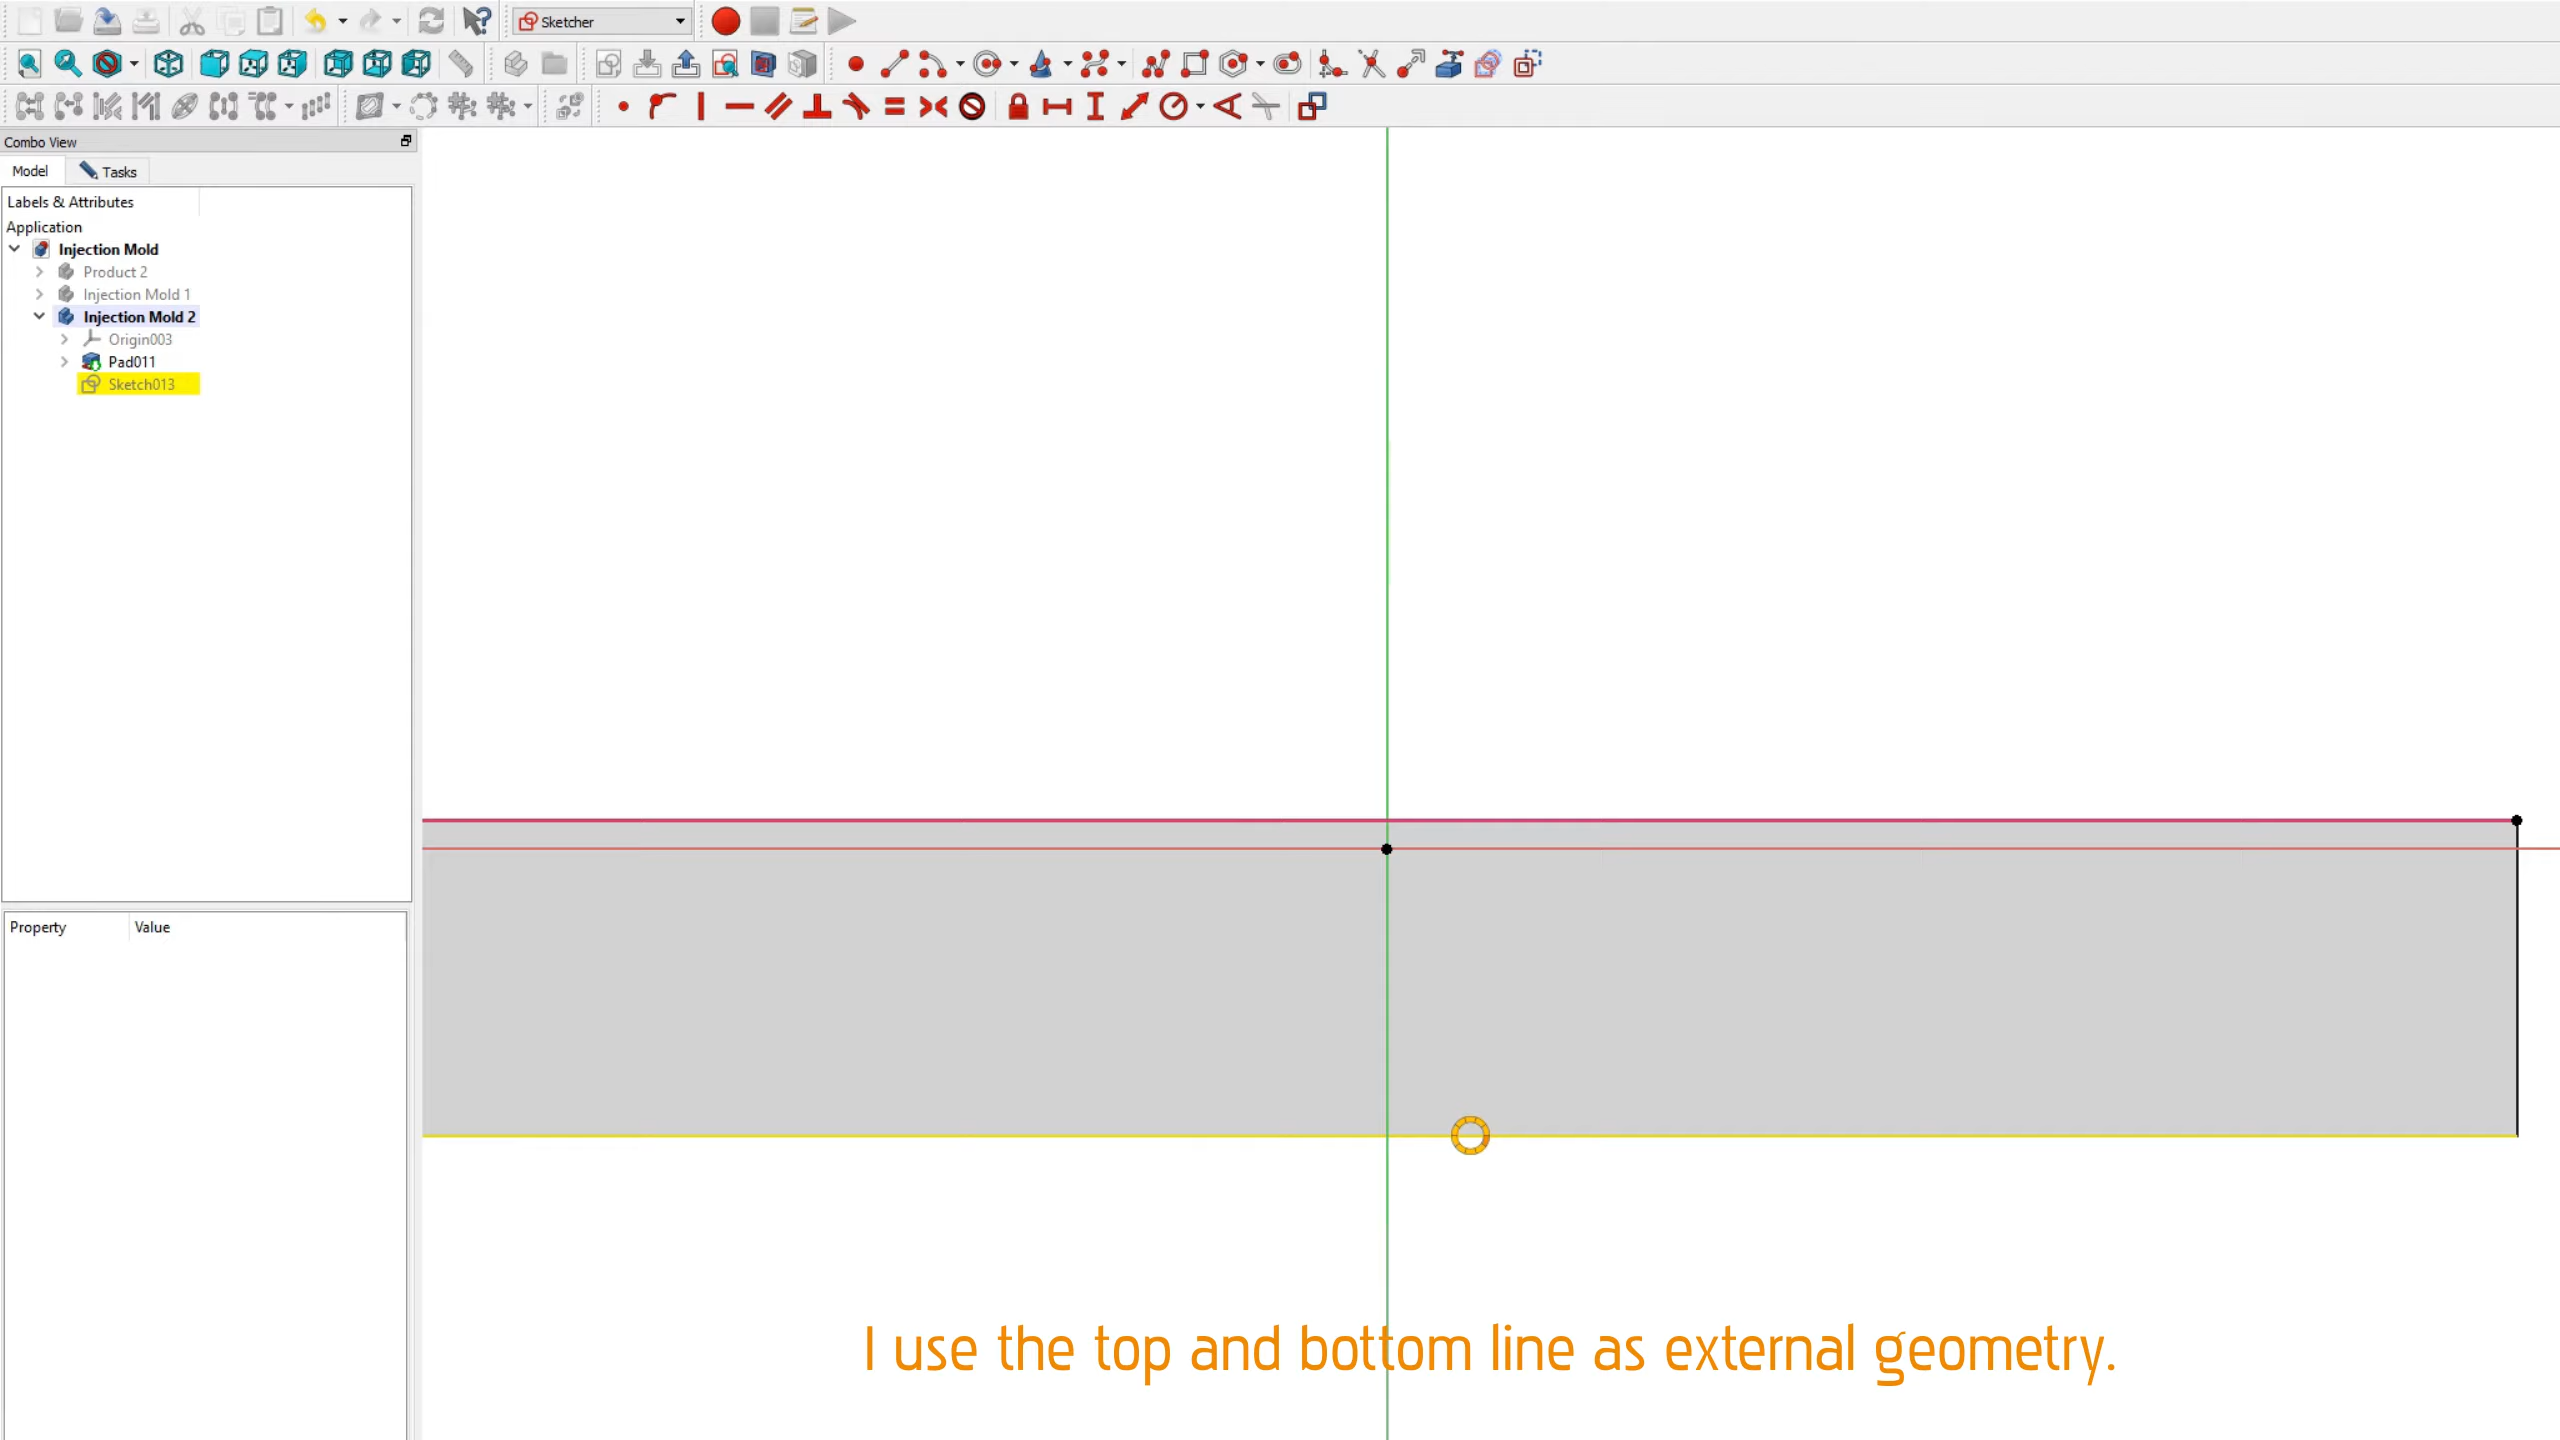 Sketcher
Combo View
Model
Tasks
Labels & Attributes
Application
Injection Mold
Product 2
Injection Mold 1
Injection Mold 2
Origin003
Pad011
Sketch013
Property Value
I use the top and bottom line as external geometry.